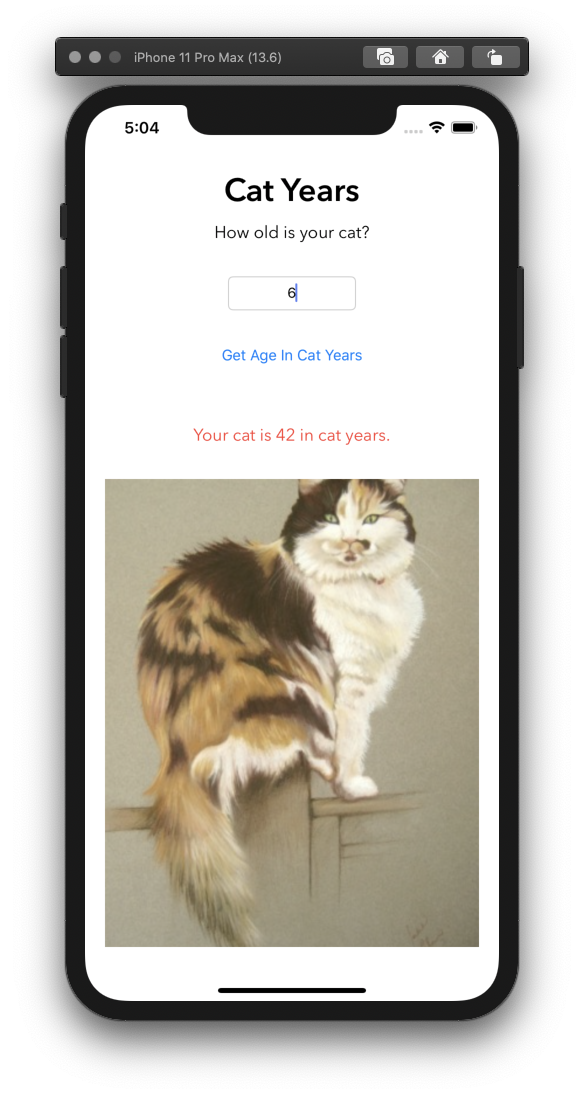 iPhone 11 Pro Max (13.6)
5:04
Cat Years
How old is your cat?
6
Get Age In Cat Years
Your cat is 42 in cat years.